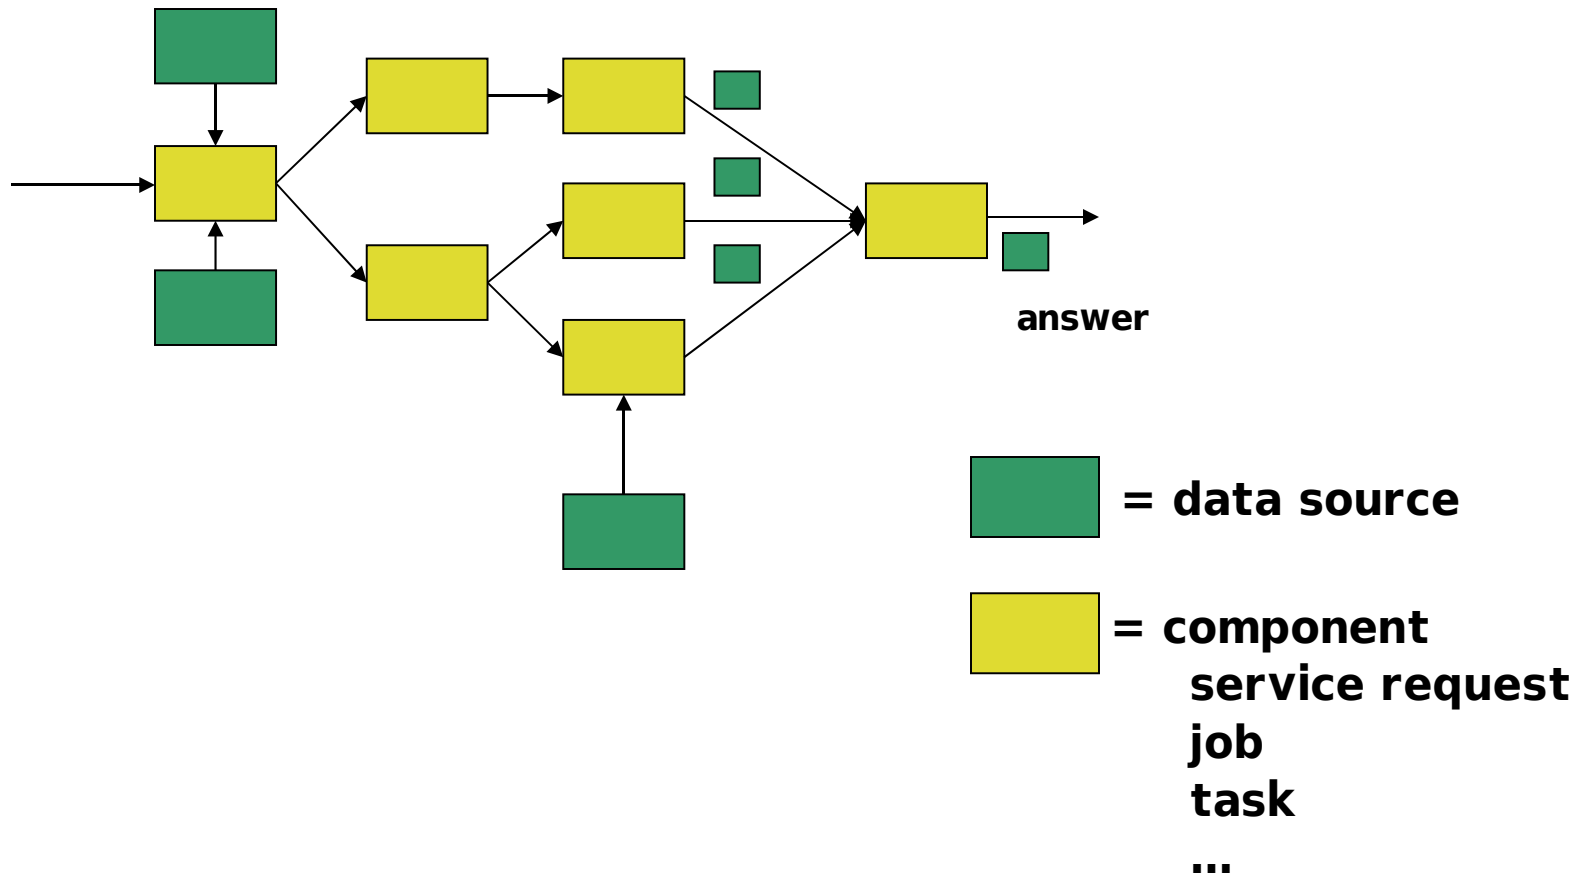 answer
= data source
= component
service request
job
task
...